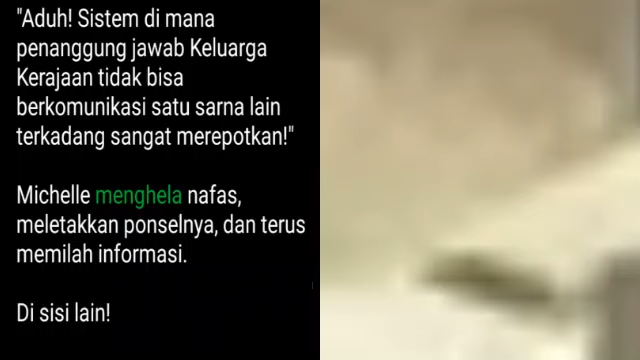 "Aduh! Sistem di mana
penanggung jawab Keluarga
Kerajaan tidak bisa
berkomunikasi satu sarna lain
terkadang sangat merepotkan!"
Michelle menghela nafas,
meletakkan ponselnya, dan terus
memilah informasi.
Di sisi lain!